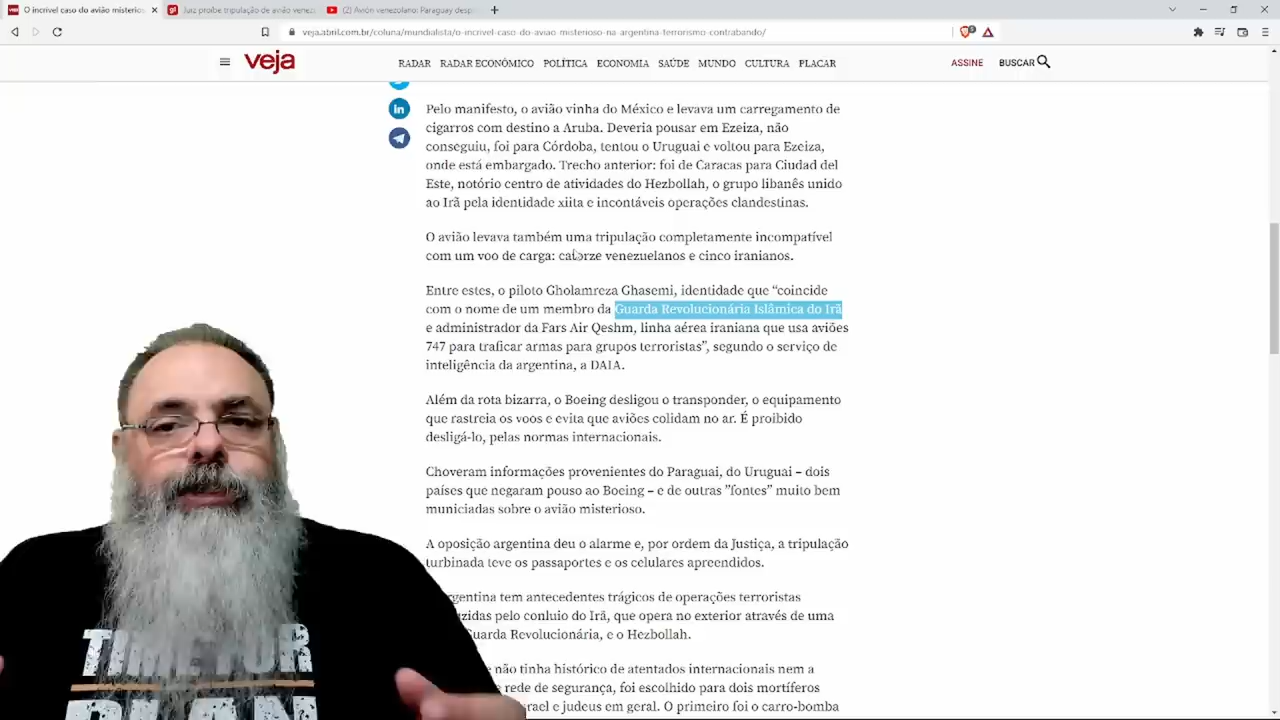 veja O incrível caso do avião misterios
gt Juiz proíbe tripulação de avião venez
(2) Avión venezolano: Paraguay desp
veja.abril.com.br/coluna/mundialista/o-incrivel-caso-do-aviao-misterioso-na-argentina-terrorismo-contrabando/
veja
RADAR RADAR ECONÔMICO POLÍTICA ECONOMIA SAÚDE MUNDO CULTURA PLACAR
ASSINE BUSCAR
in
Pelo manifesto, o avião vinha do México e levava um carregamento de
cigarros com destino a Aruba. Deveria pousar em Ezeiza, não
conseguiu, foi para Córdoba, tentou o Uruguai e voltou para Ezeiza,
onde está embargado. Trecho anterior: foi de Caracas para Ciudad del
Este, notório centro de atividades do Hezbollah, o grupo libanês unido
ao Irã pela identidade xiita e incontáveis operações clandestinas.
O avião levava também uma tripulação completamente incompatível
com um voo de carga: catorze venezuelanos e cinco iranianos.
Entre estes, o piloto Gholamreza Ghasemi, identidade que “coincide
com o nome de um membro da Guarda Revolucionária Islâmica do Irã
e administrador da Fars Air Qeshm, linha aérea iraniana que usa aviões
747 para traficar armas para grupos terroristas”, segundo o serviço de
inteligência da argentina, a DAIA.
Além da rota bizarra, o Boeing desligou o transponder, o equipamento
que rastreia os voos e evita que aviões colidam no ar. É proibido
desligá-lo, pelas normas internacionais.
Choveram informações provenientes do Paraguai, do Uruguai – dois
países que negaram pouso ao Boeing – e de outras ”fontes” muito bem
municiadas sobre o avião misterioso.
A oposição argentina deu o alarme e, por ordem da Justiça, a tripulação
turbinada teve os passaportes e os celulares apreendidos.
rgentina tem antecedentes trágicos de operações terroristas
uzidas pelo conluio do Irã, que opera no exterior através de uma
Guarda Revolucionária, e o Hezbollah.
não tinha histórico de atentados internacionais nem a
rede de segurança, foi escolhido para dois mortíferos
rael e judeus em geral. O primeiro foi o carro-bomba
TIME FOR
PLAN